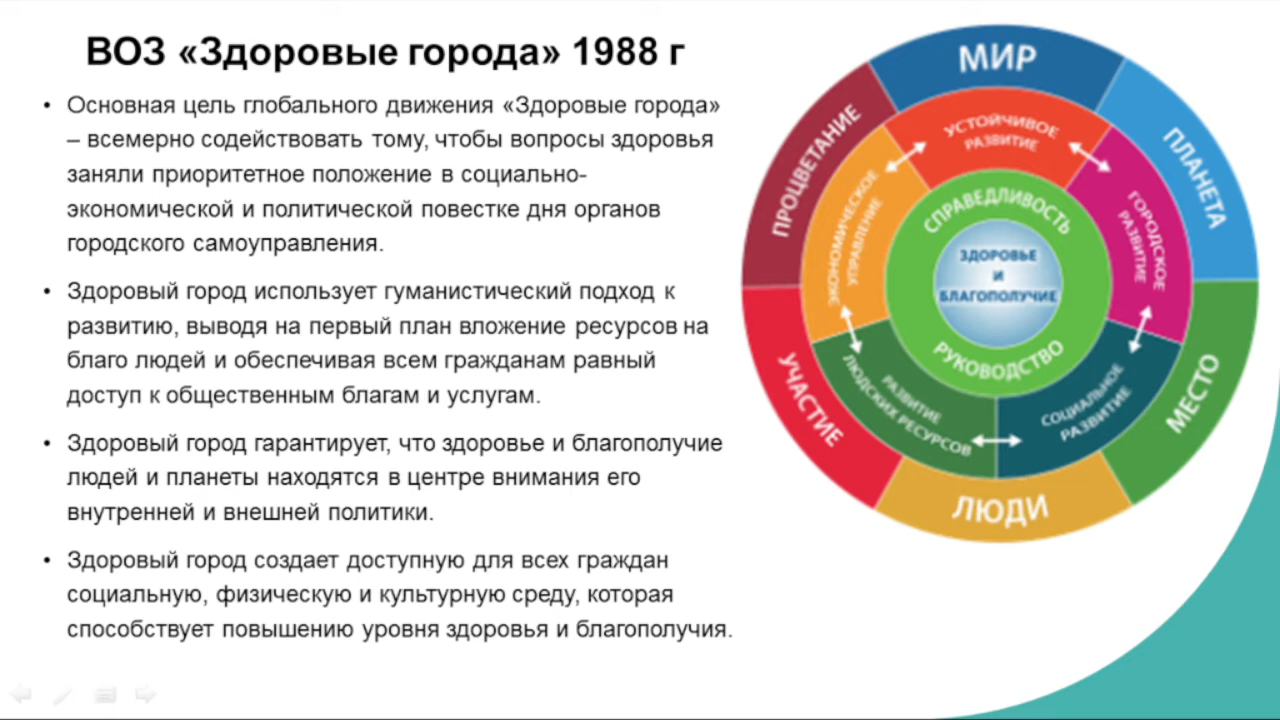 ВОЗ «Здоровые города» 1988 г
• Основная цель глобального движения «Здоровые города»
– всемерно содействовать тому, чтобы вопросы здоровья
заняли приоритетное положение в социально-
экономической и политической повестке дня органов
городского самоуправления.
• Здоровый город использует гуманистический подход к
развитию, выводя на первый план вложение ресурсов на
благо людей и обеспечивая всем гражданам равный
доступ к общественным благам и услугам.
• Здоровый город гарантирует, что здоровье и благополучие
людей и планеты находятся в центре внимания его
внутренней и внешней политики.
• Здоровый город создает доступную для всех граждан
социальную, физическую и культурную среду, которая
способствует повышению уровня здоровья и благополучия.
МИР
ПЛАНЕТА
МЕСТО
ЛЮДИ
УЧАСТИЕ
ПРОЦВЕТАНИЕ
УСТОЙЧИВОЕ
РАЗВИТИЕ
ГОРОДСКОЕ
РАЗВИТИЕ
СОЦИАЛЬНОЕ
РАЗВИТИЕ
РАЗВИТИЕ
ЛЮДСКИХ РЕСУРСОВ
ЭКОНОМИЧЕСКОЕ
УПРАВЛЕНИЕ
СПРАВЕДЛИВОСТЬ
ЗДОРОВЬЕ
И
БЛАГОПОЛУЧИЕ
РУКОВОДСТВО